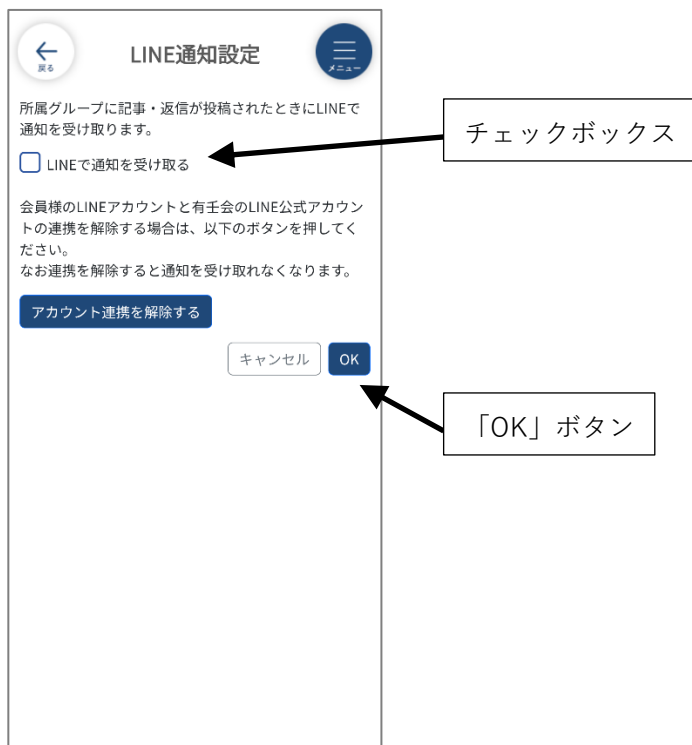 戻る
LINE通知設定
メニュー
所属グループに記事・返信が投稿されたときにLINEで
通知を受け取ります。
LINEで通知を受け取る
チェックボックス
会員様のLINEアカウントと有壬会のLINE公式アカウン
トの連携を解除する場合は、以下のボタンを押してく
ださい。
なお連携を解除すると通知を受け取れなくなります。
アカウント連携を解除する
キャンセル
OK
「OK」ボタン